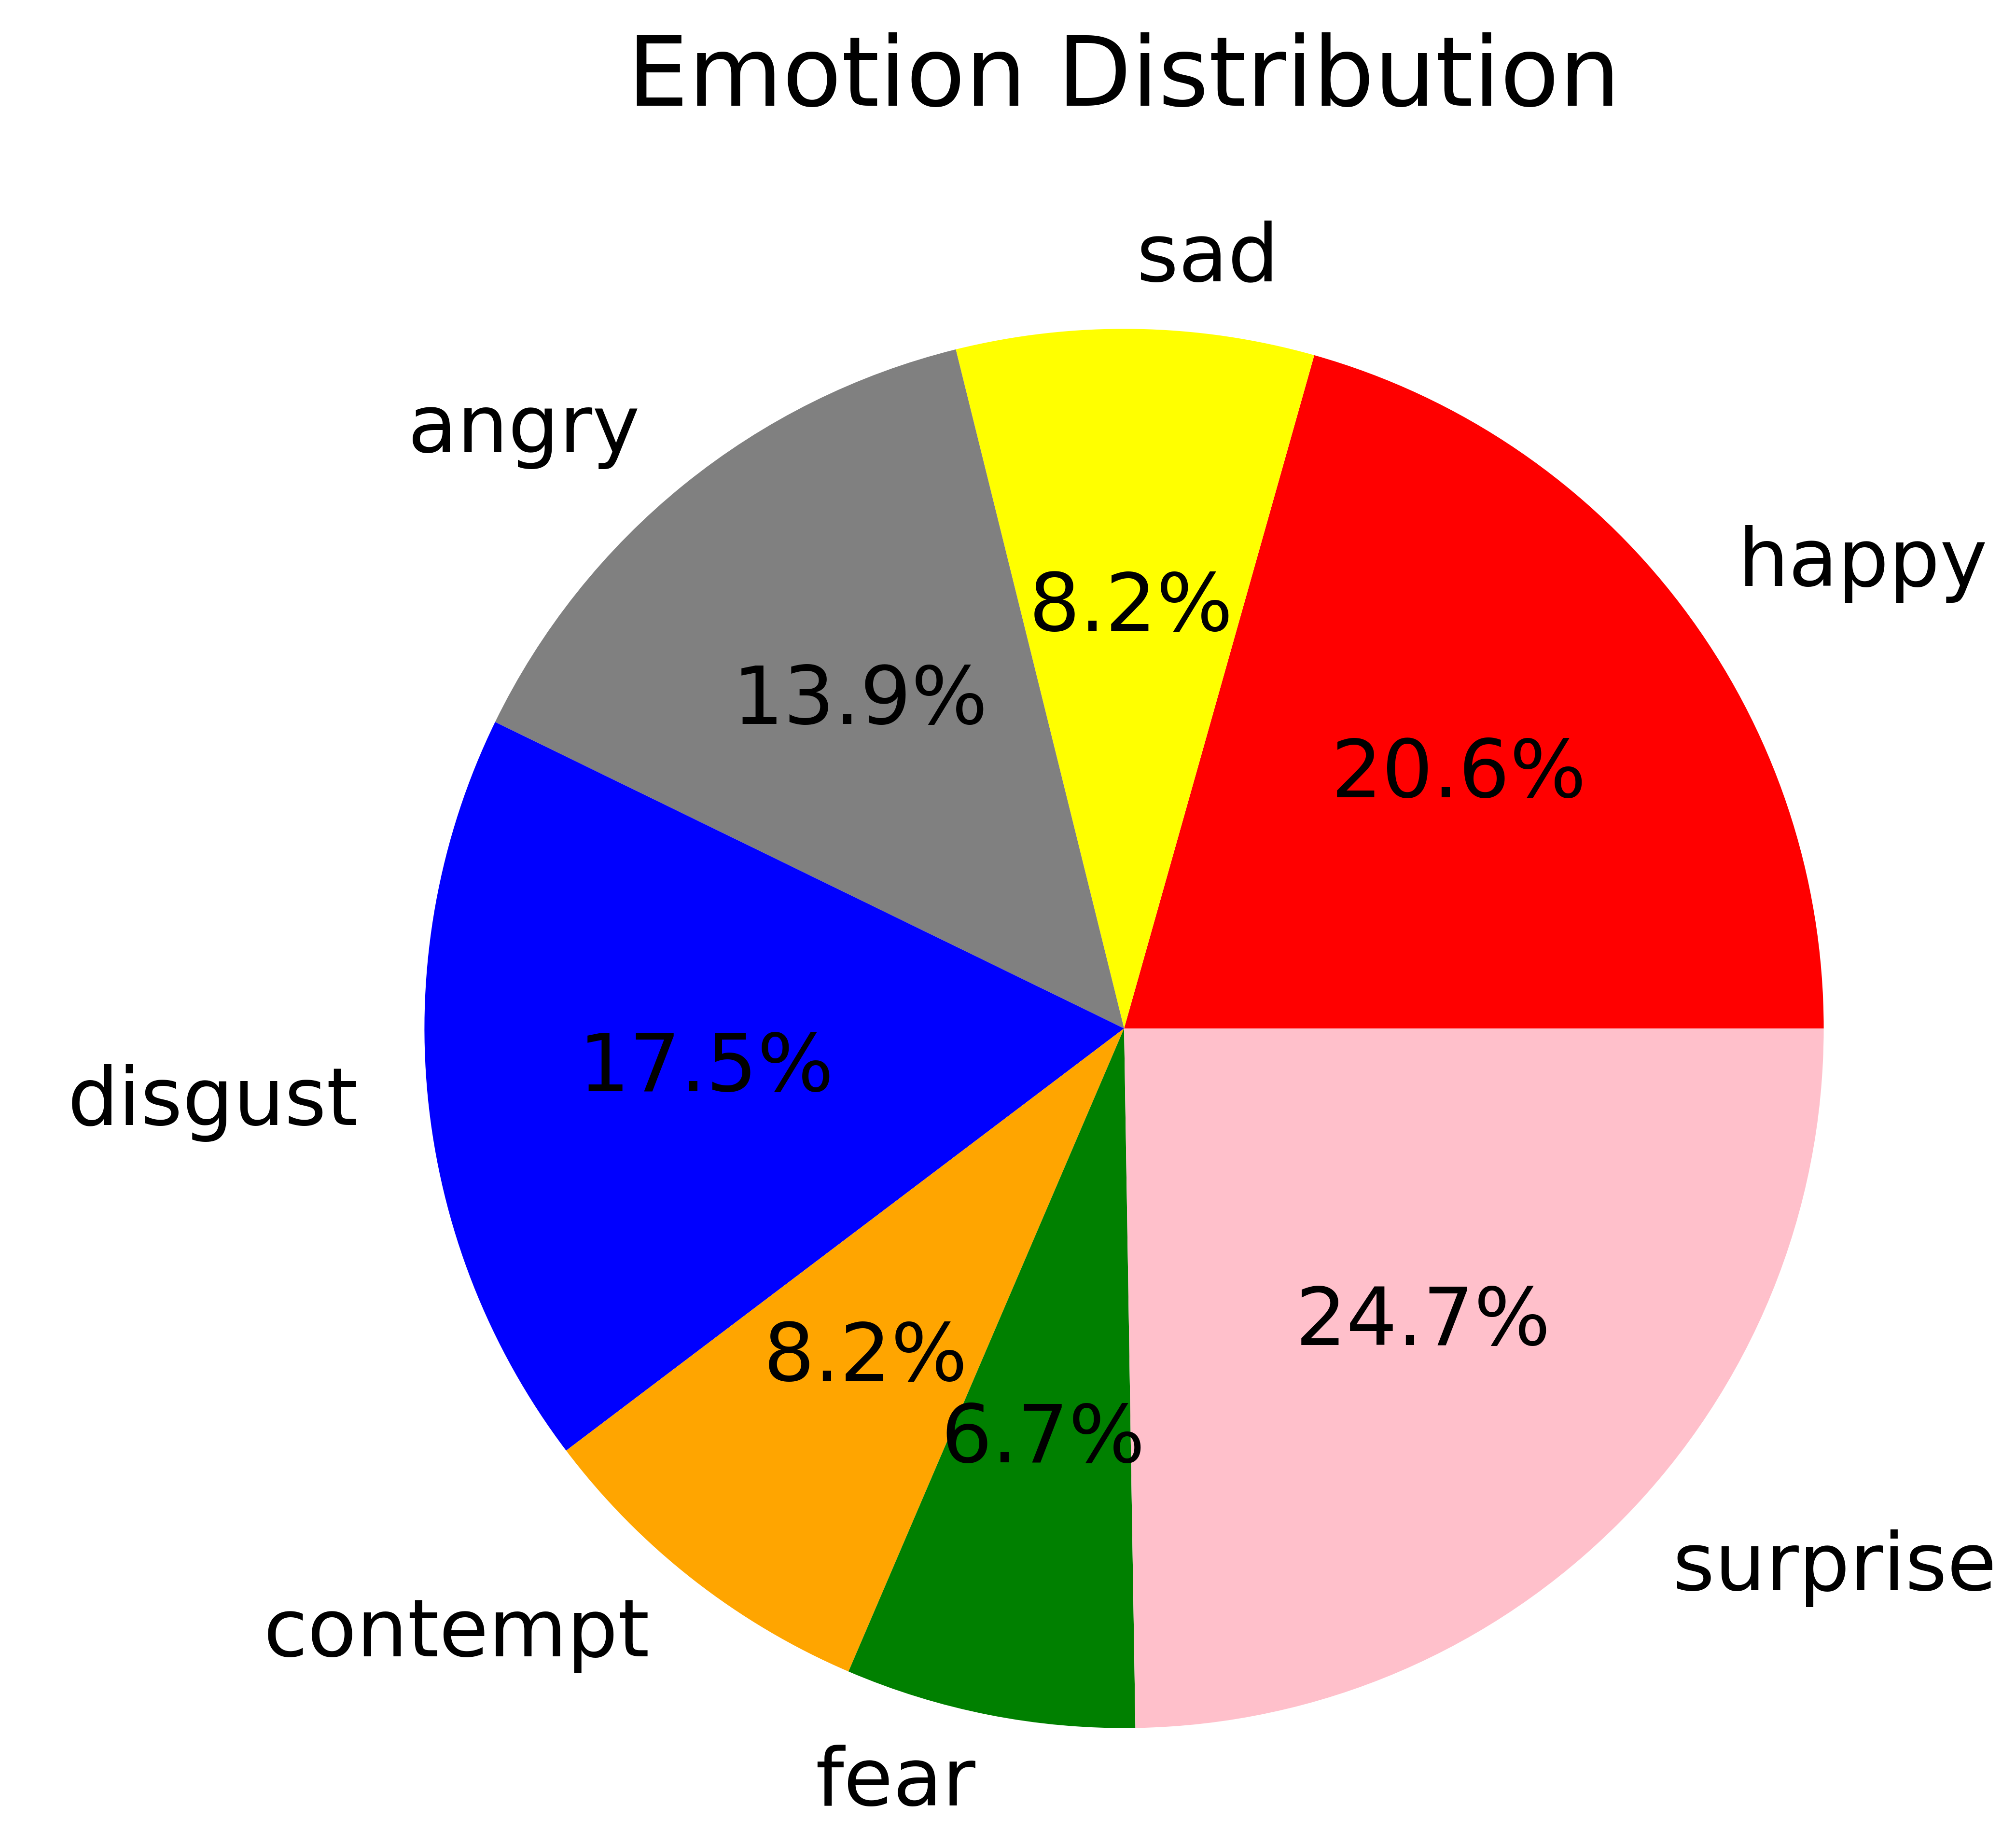 Emotion Distribution
sad
angry
happy
8.2%
13.9%
20.6%
17.5%
disgust
24.7%
8.2%
6.7%
surprise
contempt
fear